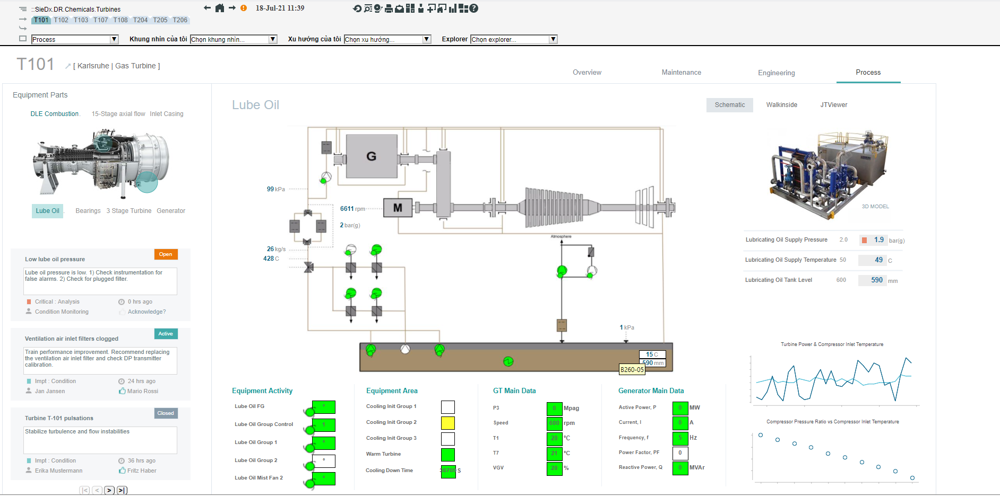 ::SieDx.DR.Chemicals.Turbines
18-Jul-21 11:39
T101 T102 T103 T107 T108 T204 T205 T206
Process Khung nhìn của tôi Chọn khung nhìn... Xu hướng của tôi Chọn xu hướng... Explorer Chọn explorer...
T101 [ Karlsruhe | Gas Turbine ]
Overview Maintenance Engineering Process
Equipment Parts
DLE Combustion. 15-Stage axial flow Inlet Casing
Lube Oil . Bearings 3 Stage Turbine Generator
Low lube oil pressure Open
Lube oil pressure is low. 1) Check instrumentation for
false alarms. 2) Check for plugged filter.
Critical : Analysis 0 hrs ago
Condition Monitoring Acknowledge?
Ventilation air inlet filters clogged Active
Train performance improvement. Recommend replacing
the ventilation air inlet filter and check DP transmitter
calibration.
Impt : Condition 24 hrs ago
Jan Jansen Mario Rossi
Turbine T-101 pulsations Closed
Stabilize turbulence and flow instabilities
Impt : Condition 36 hrs ago
Erika Mustermann Fritz Haber
|< < > >|
Lube Oil
Schematic Walkinside JTViewer
G
99 kPa
6611 rpm
M
2 bar(g)
26 kg/s
428 C
Atmosphere
1 kPa
15 C
590 mm
B260-05
3D MODEL
Lubricating Oil Supply Pressure 2.0 1.9 bar(g)
Lubricating Oil Supply Temperature 50 49 C
Lubricating Oil Tank Level 600 590 mm
Equipment Activity
Lube Oil FG °
Lube Oil Group Control 1
Lube Oil Group 1 °
Lube Oil Group 2 °
Lube Oil Mist Fan 2 °
Equipment Area
Cooling Init Group 1
Cooling Init Group 2
Cooling Init Group 3
Warm Turbine
Cooling Down Time 38709 S
GT Main Data
P3 0 Mpag
Speed 600 rpm
T1 20 °C
T7 21 °C
VGV 20 %
Generator Main Data
Active Power, P 0 MW
Current, I 0 A
Frequency, f 5 Hz
Power Factor, PF 0
Reactive Power, Q 0 MVAr
Turbine Power & Compressor Inlet Temperature
Compressor Pressure Ratio vs Compressor Inlet Temperature